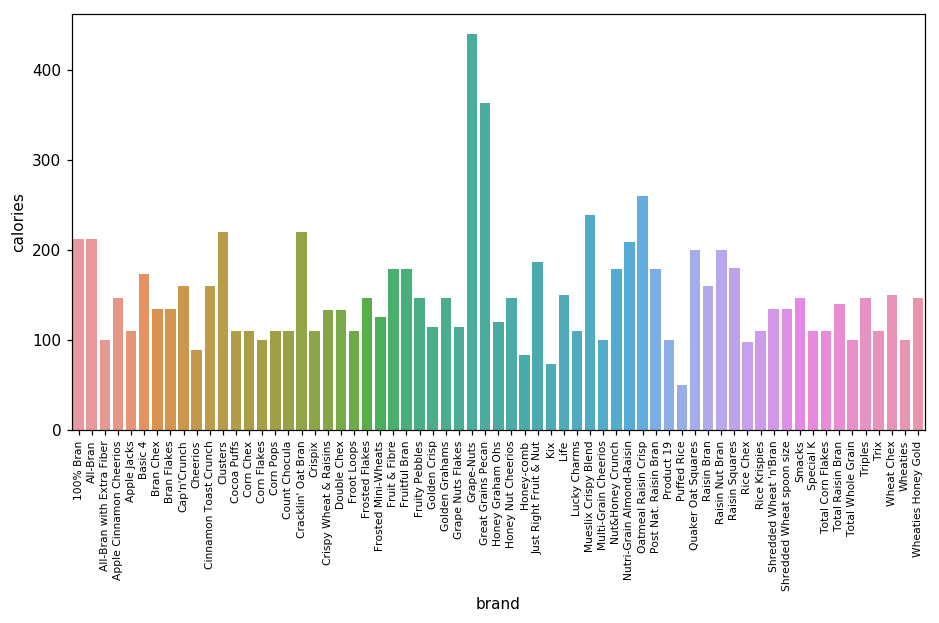 400
300
200
100
0
calories
100% Bran
All-Bran
All-Bran with Extra Fiber
Apple Cinnamon Cheerios
Apple Jacks
Basic 4
Bran Chex
Bran Flakes
Cap'n'Crunch
Cheerios
Cinnamon Toast Crunch
Clusters
Cocoa Puffs
Corn Chex
Corn Flakes
Corn Pops
Count Chocula
Cracklin' Oat Bran
Crispix
Crispy Wheat & Raisins
Double Chex
Froot Loops
Frosted Flakes
Frosted Mini-Wheats
Fruit & Fibre
Fruitful Bran
Fruity Pebbles
Golden Crisp
Golden Grahams
Grape Nuts Flakes
Grape-Nuts
Great Grains Pecan
Honey Graham Ohs
Honey Nut Cheerios
Honey-comb
Just Right Fruit & Nut
Kix
Life
Lucky Charms
Mueslix Crispy Blend
Multi-Grain Cheerios
Nut&Honey Crunch
Nutri-Grain Almond-Raisin
Oatmeal Raisin Crisp
Post Nat. Raisin Bran
Product 19
Puffed Rice
Quaker Oat Squares
Raisin Bran
Raisin Nut Bran
Raisin Squares
Rice Chex
Rice Krispies
Shredded Wheat 'n'Bran
Shredded Wheat spoon size
Smacks
Special K
Total Corn Flakes
Total Raisin Bran
Total Whole Grain
Triples
Trix
Wheat Chex
Wheaties
Wheaties Honey Gold
brand